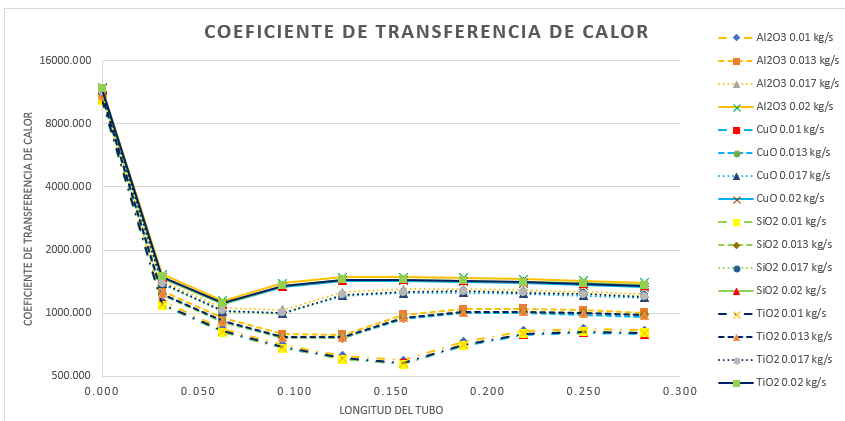 COEFICIENTE DE TRANSFERENCIA DE CALOR
COEFICIENTE DE TRANSFERENCIA DE CALOR
16000.000
8000.000
4000.000
2000.000
1000.000
500.000
0.000
0.050
0.100
0.150
0.200
0.250
0.300
LONGITUD DEL TUBO
Al2O3 0.01 kg/s
Al2O3 0.013 kg/s
Al2O3 0.017 kg/s
Al2O3 0.02 kg/s
CuO 0.01 kg/s
CuO 0.013 kg/s
CuO 0.017 kg/s
CuO 0.02 kg/s
SiO2 0.01 kg/s
SiO2 0.013 kg/s
SiO2 0.017 kg/s
SiO2 0.02 kg/s
TiO2 0.01 kg/s
TiO2 0.013 kg/s
TiO2 0.017 kg/s
TiO2 0.02 kg/s